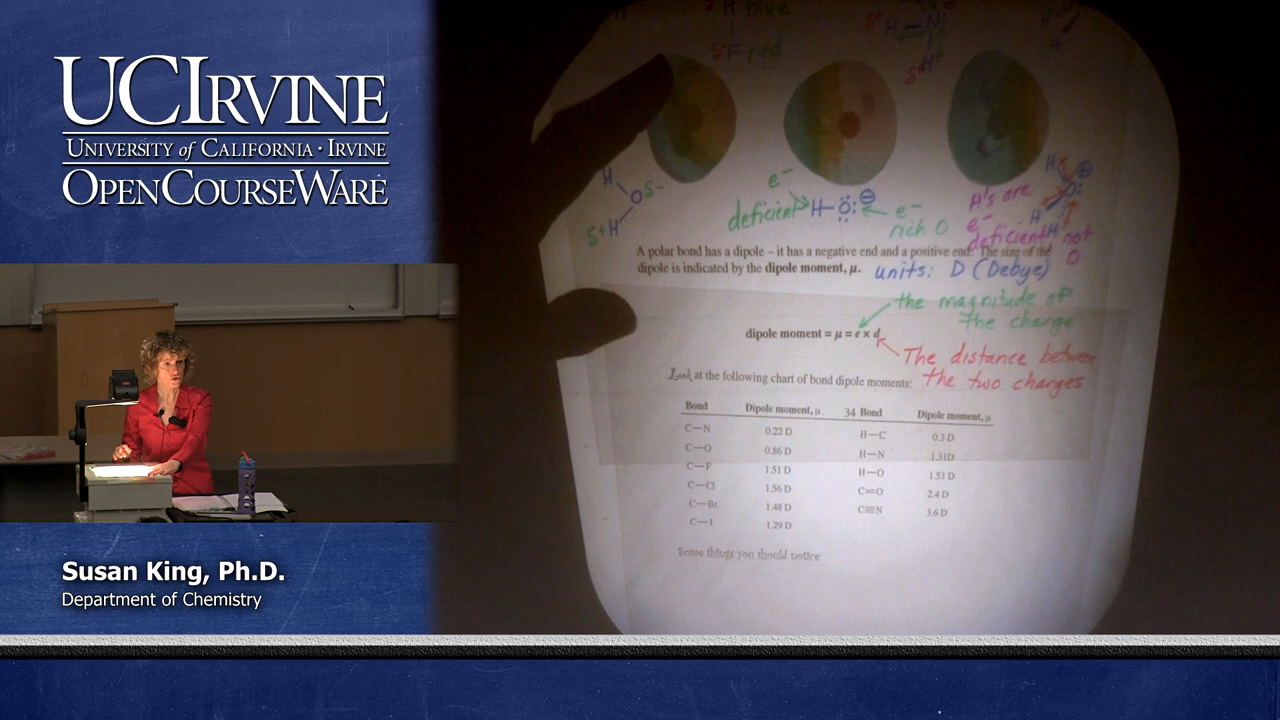 UCIRVINE
UNIVERSITY of CALIFORNIA · IRVINE
OPENCOURSEWARE
Susan King, Ph.D.
Department of Chemistry
blue
δ- F red
H
O δ-
δ+ H
e-
deficient
H-Ö:⊖
e-
rich O
H's are
e-
deficient not
O
A polar bond has a dipole – it has a negative end and a positive end. The size of the
dipole is indicated by the dipole moment, μ. units: D (Debye)
the magnitude of
the charge
dipole moment = μ = e × d
The distance between
the two charges
Look at the following chart of bond dipole moments:
Bond Dipole moment, μ 34 Bond Dipole moment, μ
C—N 0.22 D H—C 0.3 D
C—O 0.86 D H—N 1.31D
C—F 1.51 D H—O 1.53 D
C—Cl 1.56 D C=O 2.4 D
C—Br 1.48 D C≡N 3.6 D
C—I 1.29 D
Some things you should notice: